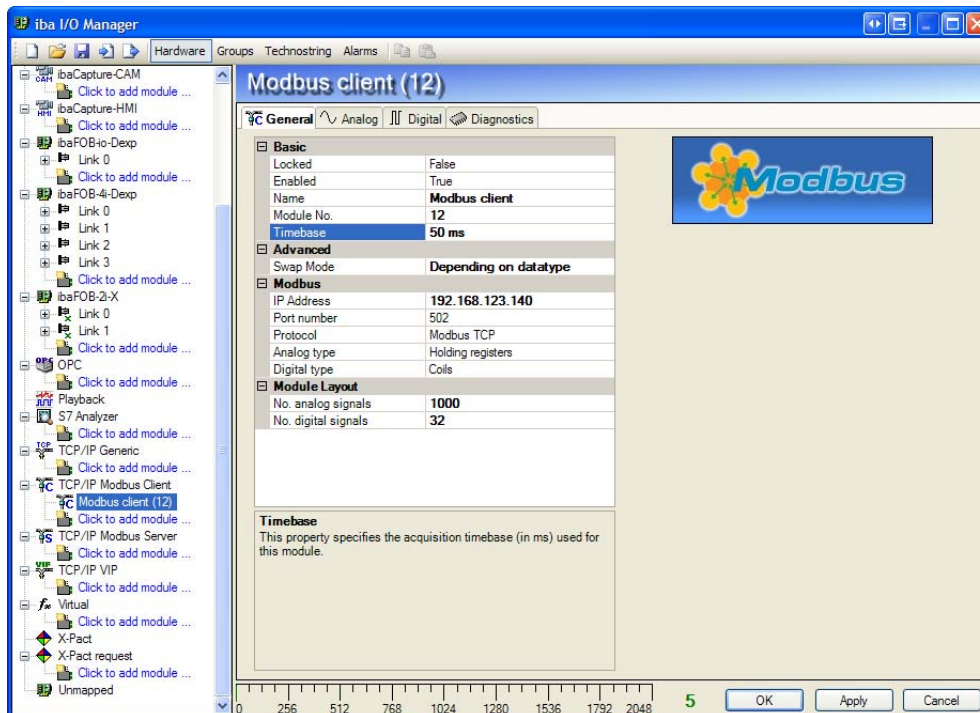 iba I/O Manager
Hardware Groups Technostring Alarms
ibaCapture-CAM
Click to add module ...
ibaCapture-HMI
Click to add module ...
ibaFOB-io-Dexp
Link 0
Click to add module ...
ibaFOB-4i-Dexp
Link 0
Link 1
Link 2
Link 3
Click to add module ...
ibaFOB-2i-X
Link 0
Link 1
Click to add module ...
OPC
Click to add module ...
Playback
S7 Analyzer
Click to add module ...
TCP/IP Generic
Click to add module ...
TCP/IP Modbus Client
Modbus client (12)
Click to add module ...
TCP/IP Modbus Server
Click to add module ...
TCP/IP VIP
Click to add module ...
Virtual
Click to add module ...
X-Pact
X-Pact request
Click to add module ...
Unmapped
Modbus client (12)
General Analog Digital Diagnostics
Basic
Locked False
Enabled True
Name Modbus client
Module No. 12
Timebase 50 ms
Advanced
Swap Mode Depending on datatype
Modbus
IP Address 192.168.123.140
Port number 502
Protocol Modbus TCP
Analog type Holding registers
Digital type Coils
Module Layout
No. analog signals 1000
No. digital signals 32
Modbus
Timebase
This property specifies the acquisition timebase (in ms) used for
this module.
0 256 512 768 1024 1280 1536 1792 2048
5 OK Apply Cancel